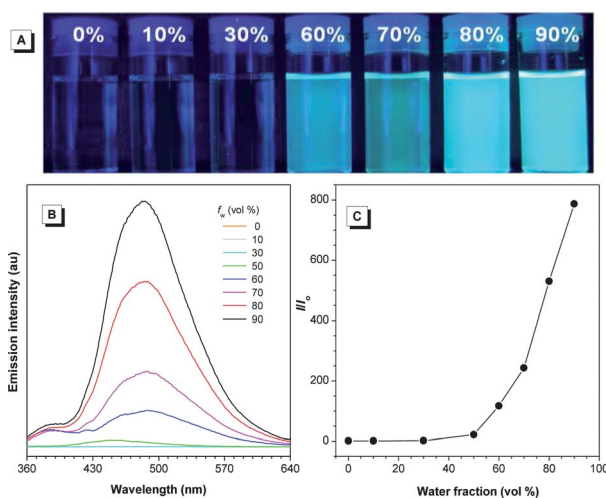 A
0% 10% 30% 60% 70% 80% 90%
B
Emission intensity (au)
f_w (vol %)
0
10
30
50
60
70
80
90
360 430 500 570 640
Wavelength (nm)
C
I/I_o
800
600
400
200
0
0 20 40 60 80 100
Water fraction (vol %)